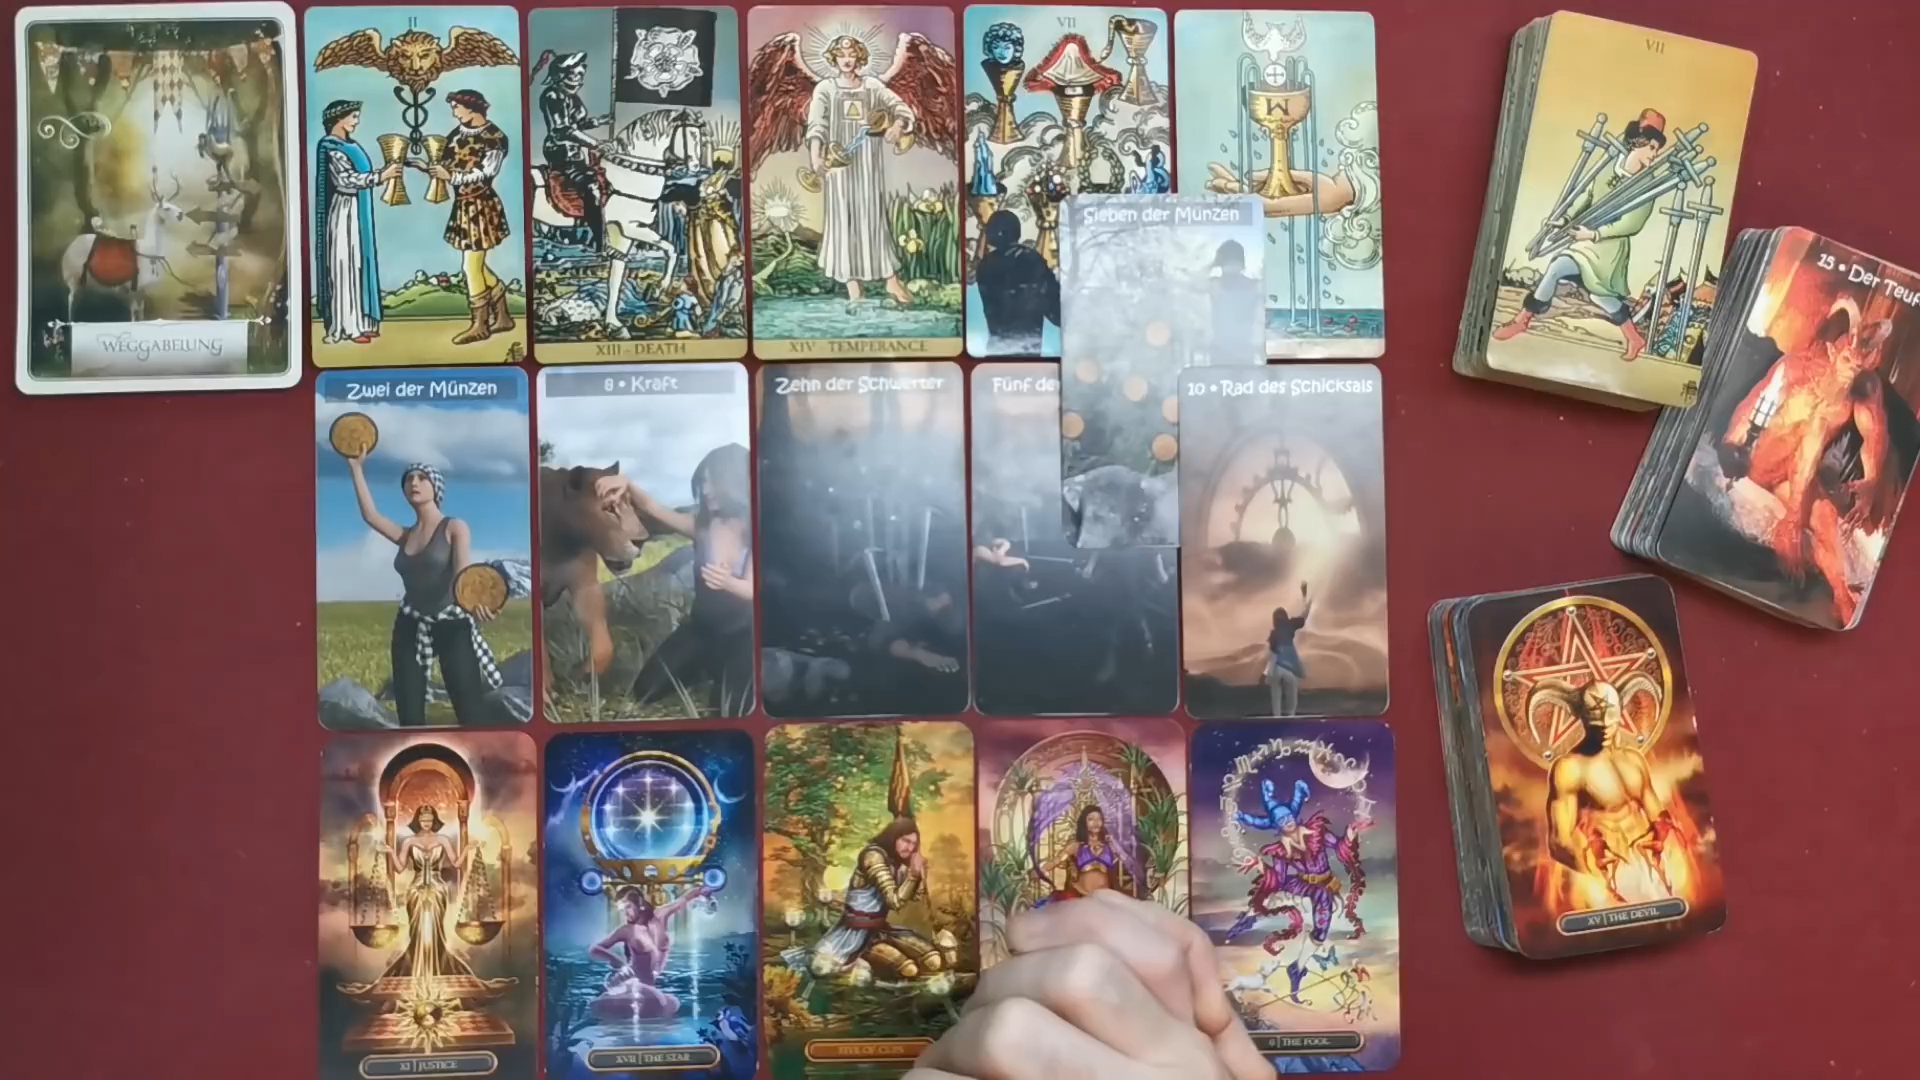 WEGGABELUNG
II
XIII - DEATH
XIV - TEMPERANCE
VII
Sieben der Münzen
VII
15 • Der Teuf
Zwei der Münzen
8 • Kraft
Zehn der Schwerter
Fünf de
10 • Rad des Schicksals
XI | JUSTICE
XVII | THE STAR
0 | THE FOOL
XV | THE DEVIL